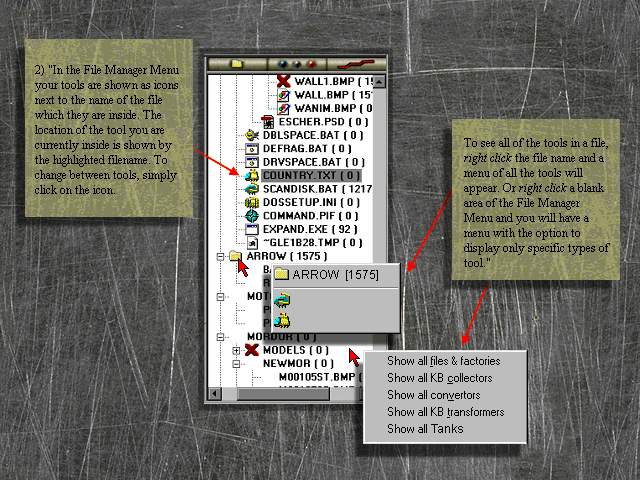 2) "In the File Manager Menu
your tools are shown as icons
next to the name of the file
which they are inside. The
location of the tool you are
currently inside is shown by
the highlighted filename. To
change between tools, simply
click on the icon.
WALL1.BMP ( 15
WALL.BMP ( 15
WANIM.BMP ( 0
ESCHER.PSD ( 0 )
DBLSPACE.BAT ( 0 )
DEFRAG.BAT ( 0 )
DRVSPACE.BAT ( 0 )
COUNTRY.TXT ( 0 )
SCANDISK.BAT ( 1217
DOSSETUP.INI ( 0 )
COMMAND.PIF ( 0 )
EXPAND.EXE ( 92 )
~GLE1B28.TMP ( 0 )
ARROW ( 1575 )
ARROW [1575]
MOT
MORDOR ( 0 )
MODELS ( 0 )
NEWMOR ( 0 )
M00105ST.BMP (
To see all of the tools in a file,
right click the file name and a
menu of all the tools will
appear. Or right click a blank
area of the File Manager
Menu and you will have a
menu with the option to
display only specific types of
tool."
Show all files & factories
Show all KB collectors
Show all convertors
Show all KB transformers
Show all Tanks